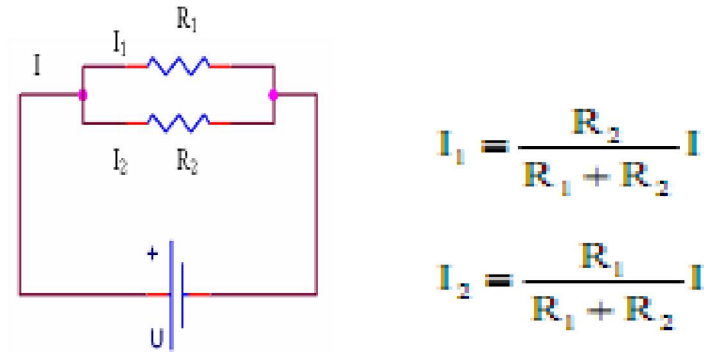 R₁
I₁
I
I₂
R₂
+
U
I₁ = R₂ / (R₁ + R₂) I
I₂ = R₁ / (R₁ + R₂) I